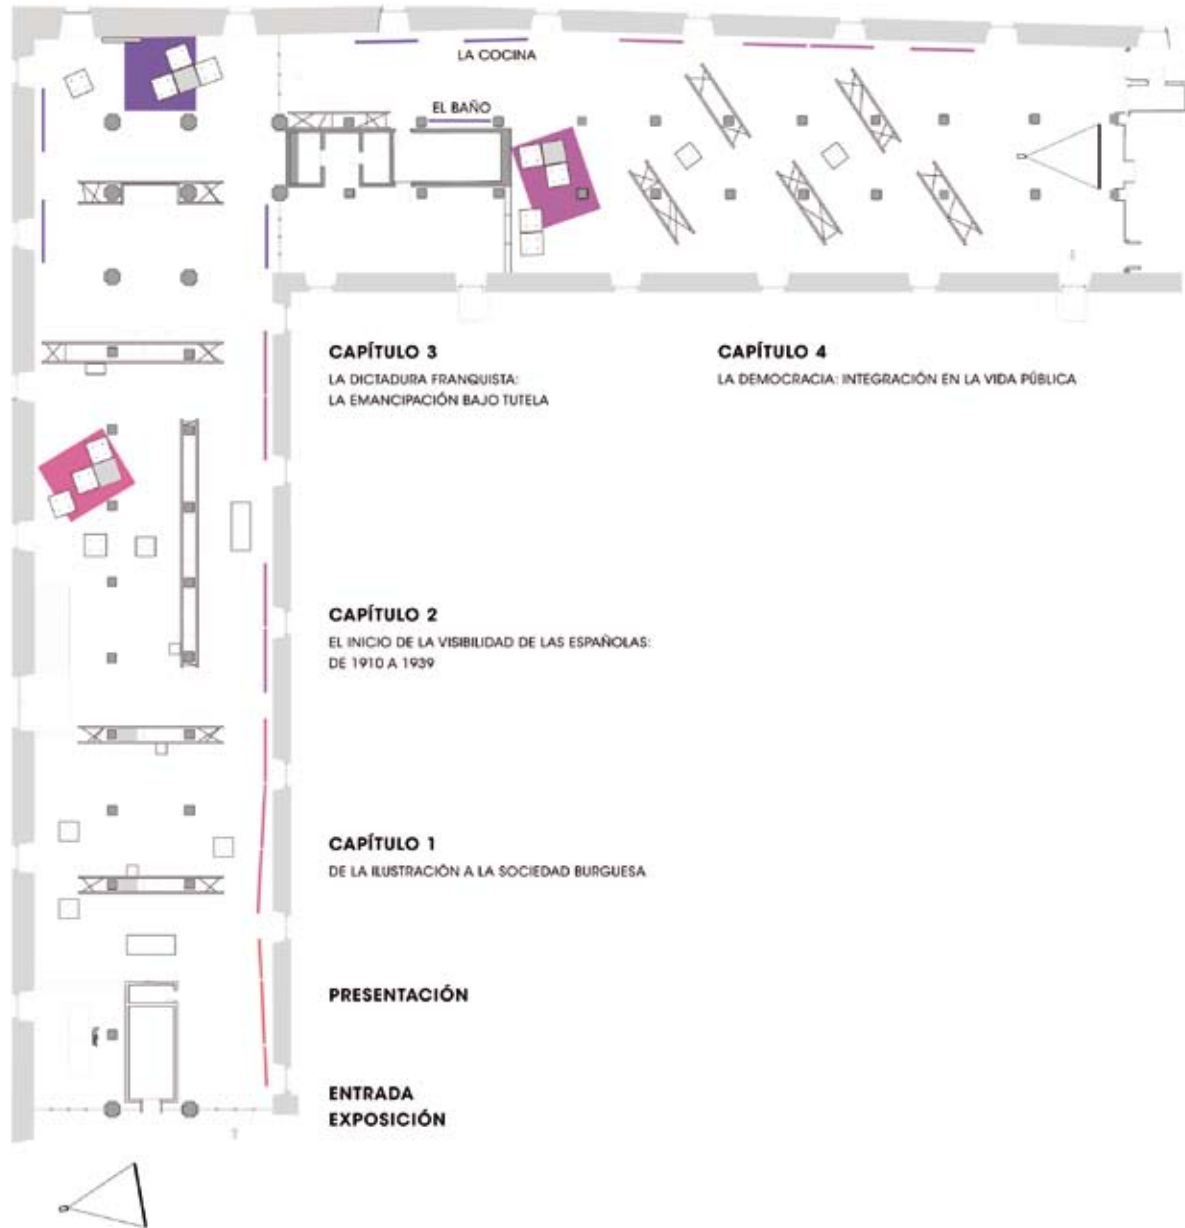 LA COCINA
EL BAÑO
CAPÍTULO 3
LA DICTADURA FRANQUISTA:
LA EMANCIPACIÓN BAJO TUTELA
CAPÍTULO 4
LA DEMOCRACIA: INTEGRACIÓN EN LA VIDA PÚBLICA
CAPÍTULO 2
EL INICIO DE LA VISIBILIDAD DE LAS ESPAÑOLAS:
DE 1910 A 1939
CAPÍTULO 1
DE LA ILUSTRACIÓN A LA SOCIEDAD BURGUESA
PRESENTACIÓN
ENTRADA
EXPOSICIÓN